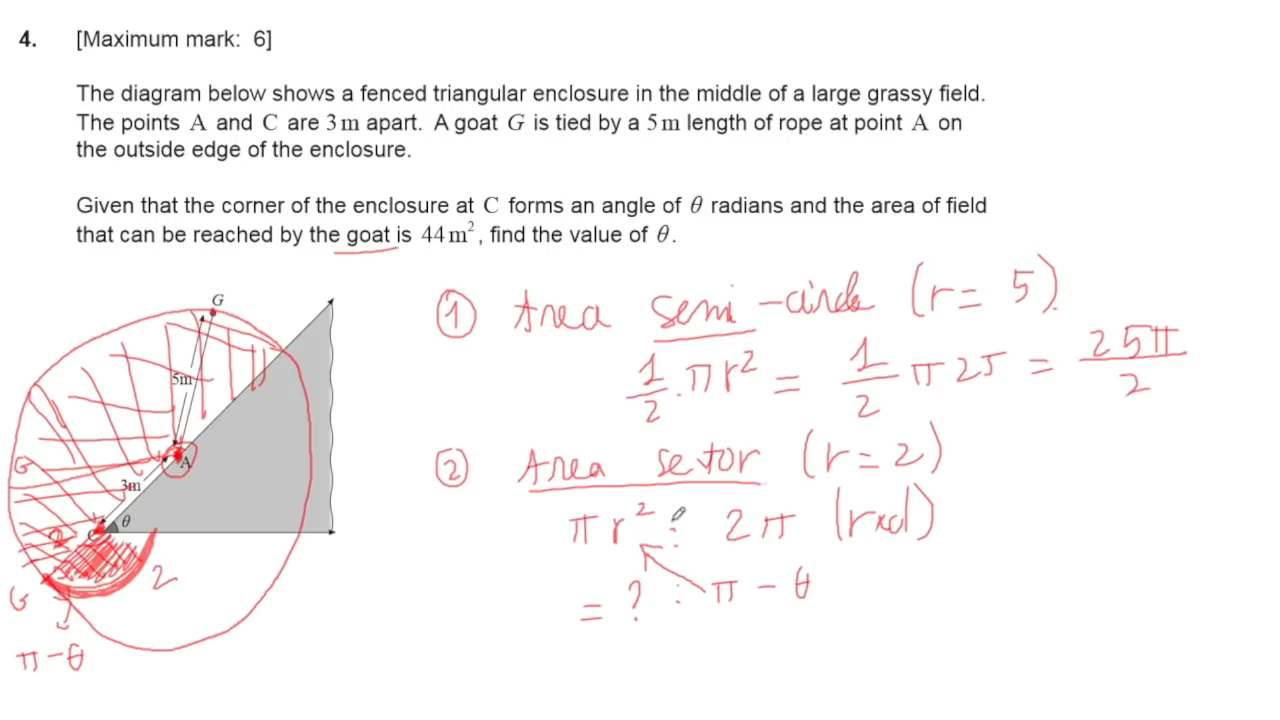 4. [Maximum mark: 6]
The diagram below shows a fenced triangular enclosure in the middle of a large grassy field.
The points A and C are 3 m apart. A goat G is tied by a 5 m length of rope at point A on
the outside edge of the enclosure.
Given that the corner of the enclosure at C forms an angle of θ radians and the area of field
that can be reached by the goat is 44 m², find the value of θ.
G
5m
A
3m
C
θ
G
2
2
G
π - θ
① Area semi-circle (r = 5)
1/2 . π r² = 1/2 π 25 = 25π/2
② Area setor (r = 2)
π r² : 2π (rad)
= ? : π - θ